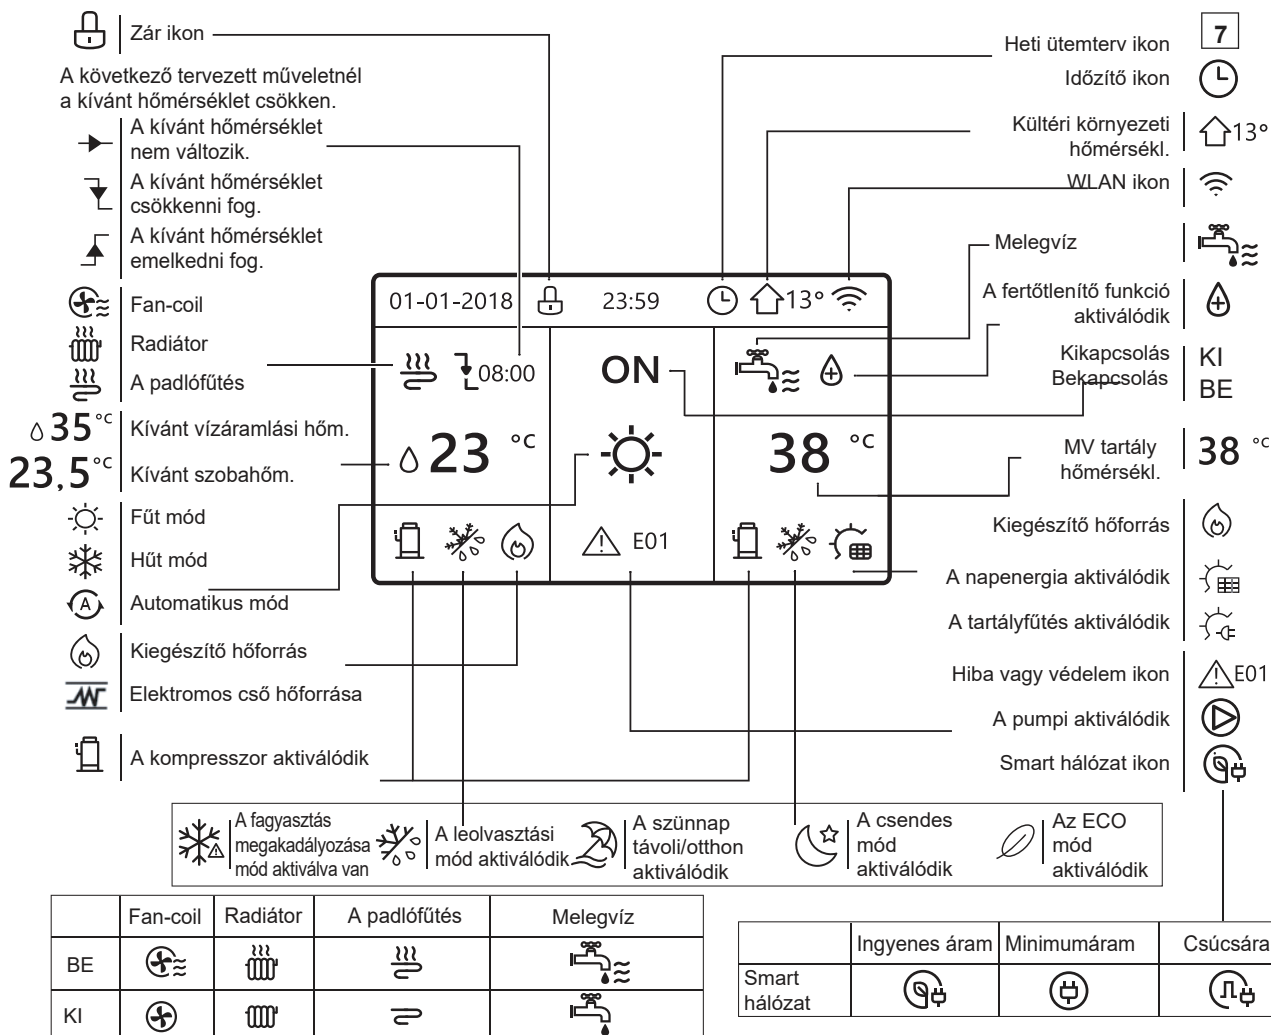 Zár ikon
A következő tervezett műveletnél
a kívánt hőmérséklet csökken.
A kívánt hőmérséklet
nem változik.
A kívánt hőmérséklet
csökkenni fog.
A kívánt hőmérséklet
emelkedni fog.
Fan-coil
Radiátor
A padlófűtés
35 °C Kívánt vízáramlási hőm.
23,5 °C Kívánt szobahőm.
Fűt mód
Hűt mód
A Automatikus mód
Kiegészítő hőforrás
Elektromos cső hőforrása
A kompresszor aktiválódik
01-01-2018 23:59 13°
08:00 ON
23 °C 38 °C
E01
Heti ütemterv ikon 7
Időzítő ikon
Kültéri környezeti
hőmérsékl. 13°
WLAN ikon
Melegvíz
A fertőtlenítő funkció
aktiválódik
Kikapcsolás KI
Bekapcsolás BE
MV tartály
hőmérsékl. 38 °C
Kiegészítő hőforrás
A napenergia aktiválódik
A tartályfűtés aktiválódik
Hiba vagy védelem ikon E01
A pumpi aktiválódik
Smart hálózat ikon
A fagyasztás
megakadályozása
mód aktiválva van
A leolvasztási
mód aktiválódik
A szünnap
távoli/otthon
aktiválódik
A csendes
mód
aktiválódik
Az ECO
mód
aktiválódik
Fan-coil Radiátor A padlófűtés Melegvíz
BE
KI
Ingyenes áram Minimumáram Csúcsára
Smart
hálózat